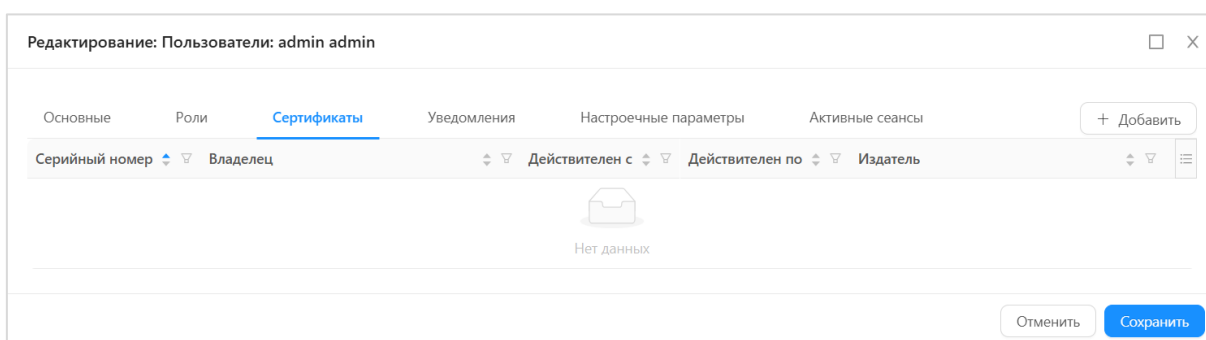 Редактирование: Пользователи: admin admin
Основные Роли Сертификаты Уведомления Настроечные параметры Активные сеансы + Добавить
Серийный номер Владелец Действителен с Действителен по Издатель
Нет данных
Отменить Сохранить